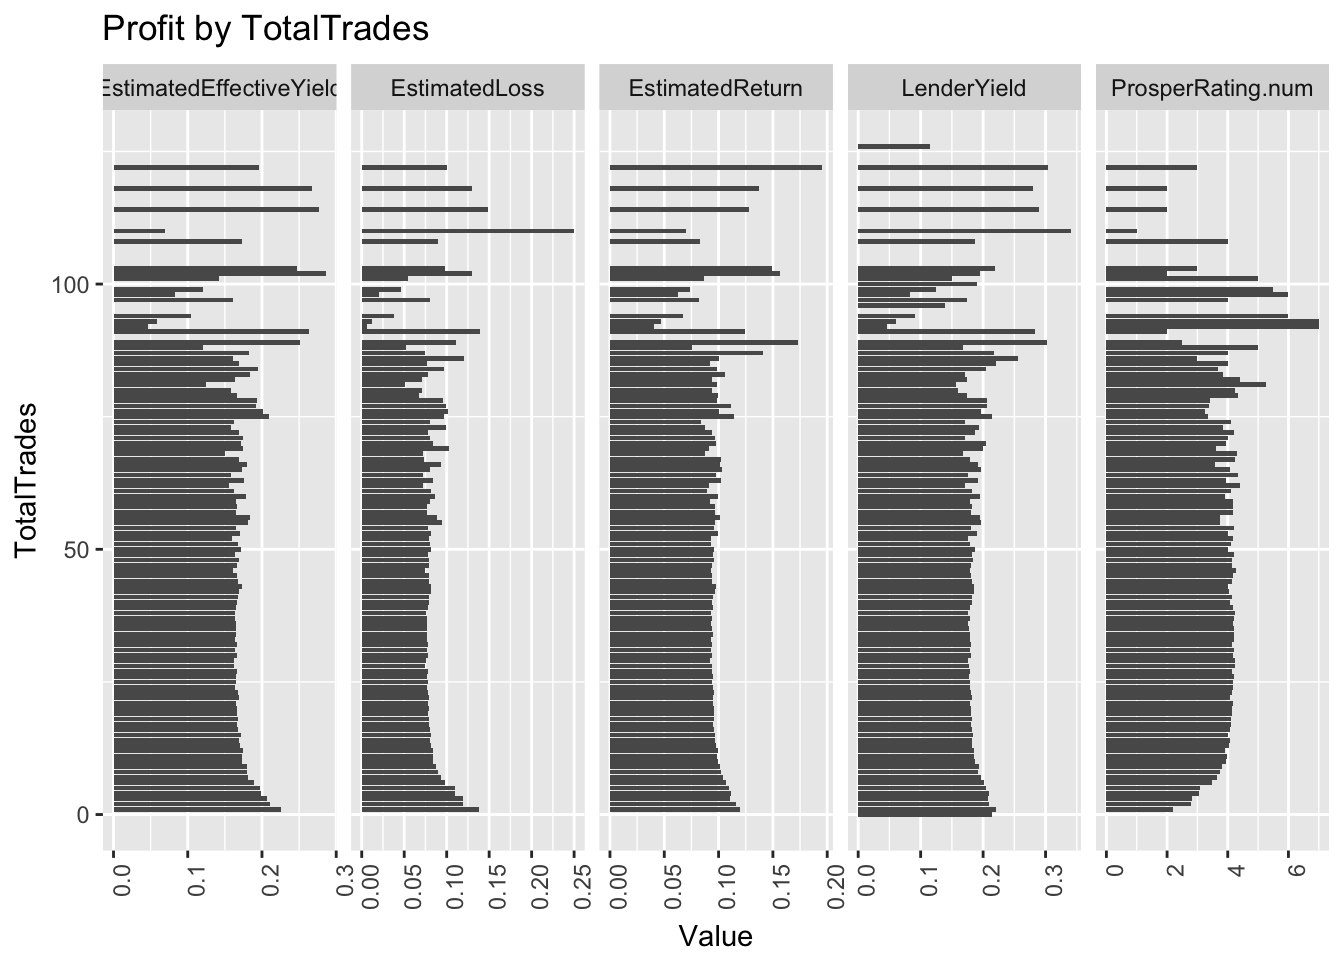 Profit by TotalTrades
EstimatedEffectiveYield EstimatedLoss EstimatedReturn LenderYield ProsperRating.num
TotalTrades
100
50
0
0.0 0.1 0.2 0.3 0.00 0.05 0.10 0.15 0.20 0.25 0.00 0.05 0.10 0.15 0.20 0.0 0.1 0.2 0.3 0 2 4 6
Value